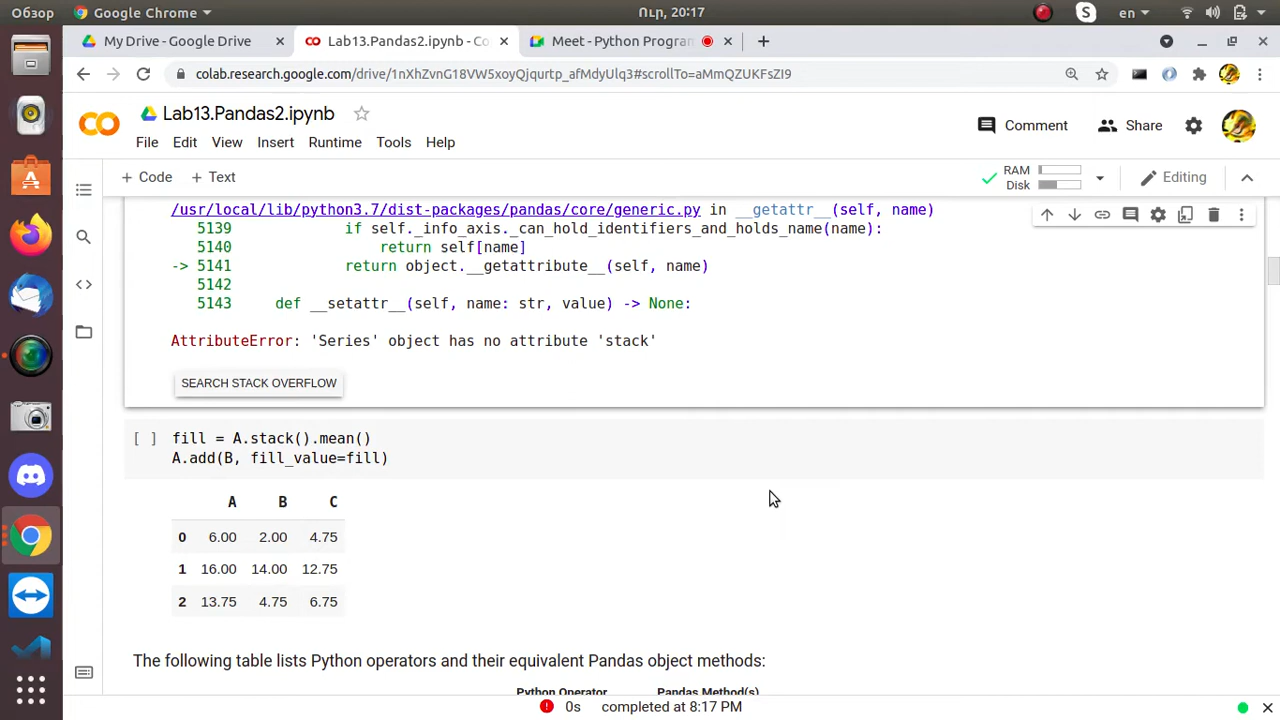 Обзор
Google Chrome
Ուր, 20:17
en
My Drive - Google Drive
Lab13.Pandas2.ipynb - Co
Meet - Python Program
colab.research.google.com/drive/1nXhZvnG18VW5xoyQjqurtp_afMdyUlq3#scrollTo=aMmQZUKFsZI9
Lab13.Pandas2.ipynb
File Edit View Insert Runtime Tools Help
Comment
Share
+ Code + Text
RAM
Disk
Editing
/usr/local/lib/python3.7/dist-packages/pandas/core/generic.py in __getattr__(self, name)
5139 if self._info_axis._can_hold_identifiers_and_holds_name(name):
5140 return self[name]
-> 5141 return object.__getattribute__(self, name)
5142
5143 def __setattr__(self, name: str, value) -> None:
AttributeError: 'Series' object has no attribute 'stack'
SEARCH STACK OVERFLOW
[ ] fill = A.stack().mean()
A.add(B, fill_value=fill)
A B C
0 6.00 2.00 4.75
1 16.00 14.00 12.75
2 13.75 4.75 6.75
The following table lists Python operators and their equivalent Pandas object methods:
Python Operator Pandas Method(s)
0s completed at 8:17 PM